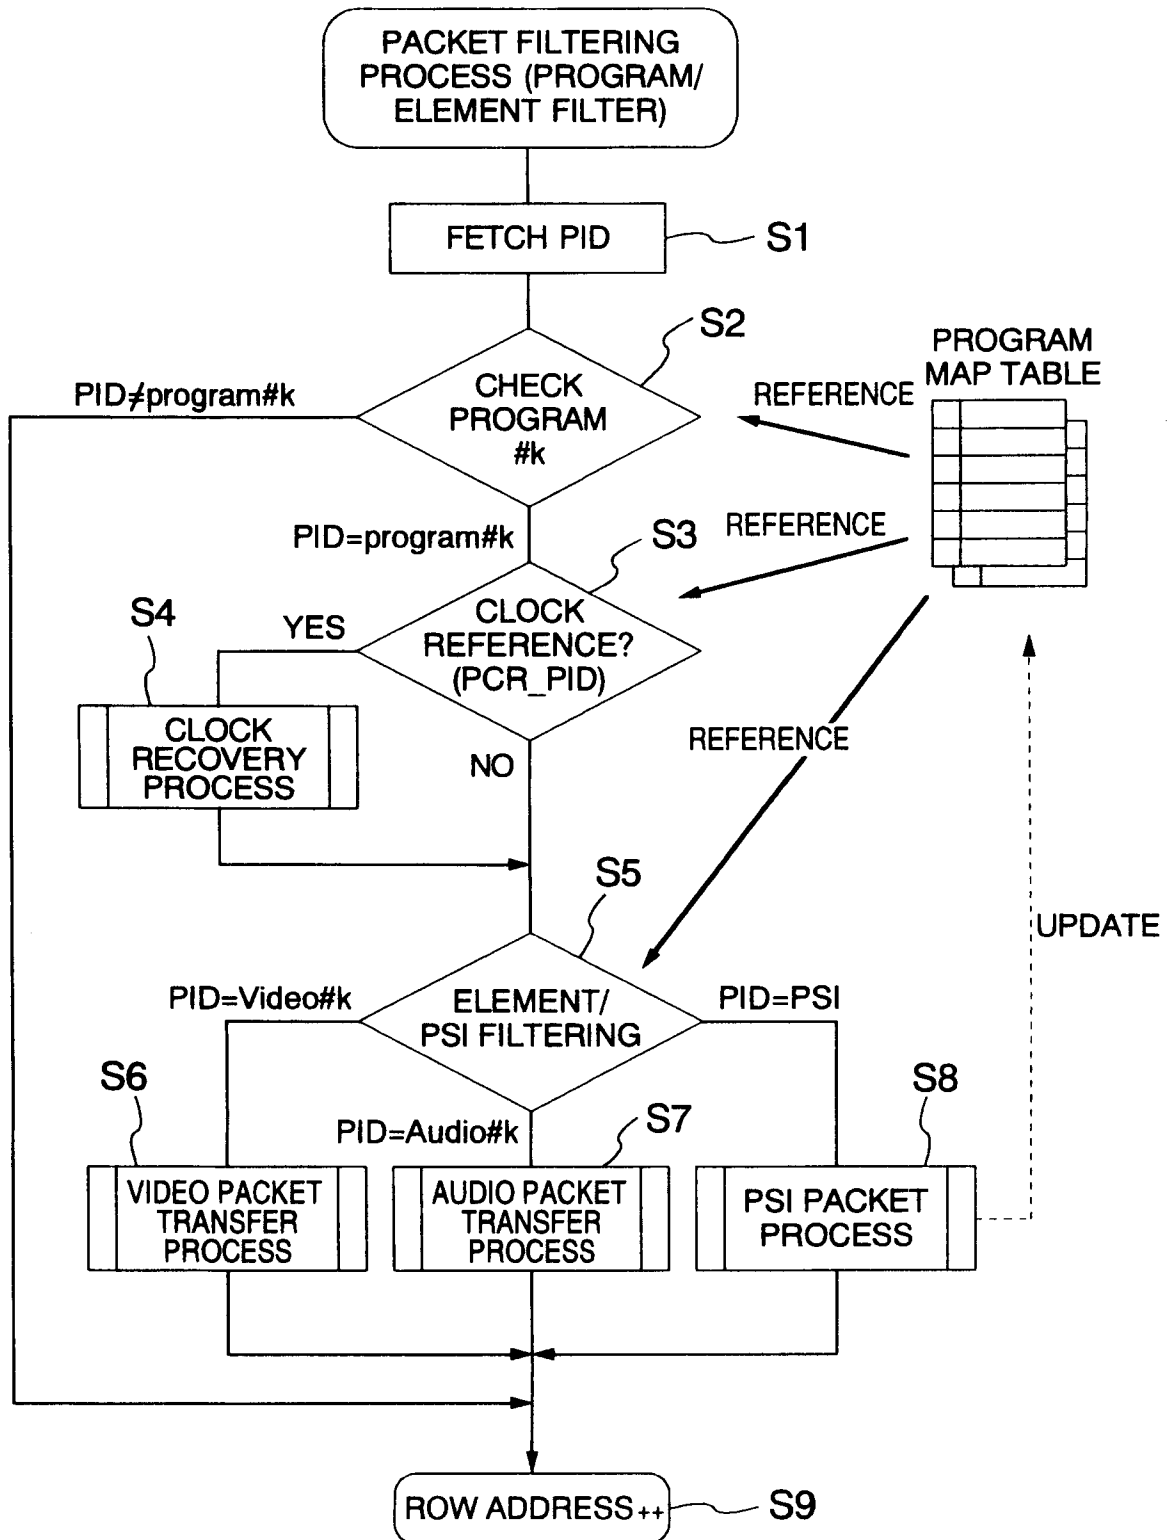 PACKET FILTERING
PROCESS (PROGRAM/
ELEMENT FILTER)
FETCH PID
S1
S2
CHECK
PROGRAM
#k
PID≠program#k
PROGRAM
MAP TABLE
REFERENCE
PID=program#k
S3
REFERENCE
CLOCK
REFERENCE?
(PCR_PID)
YES
S4
CLOCK
RECOVERY
PROCESS
NO
REFERENCE
S5
UPDATE
ELEMENT/
PSI FILTERING
PID=Video#k
PID=PSI
PID=Audio#k
S6
S7
S8
VIDEO PACKET
TRANSFER
PROCESS
AUDIO PACKET
TRANSFER
PROCESS
PSI PACKET
PROCESS
ROW ADDRESS++
S9